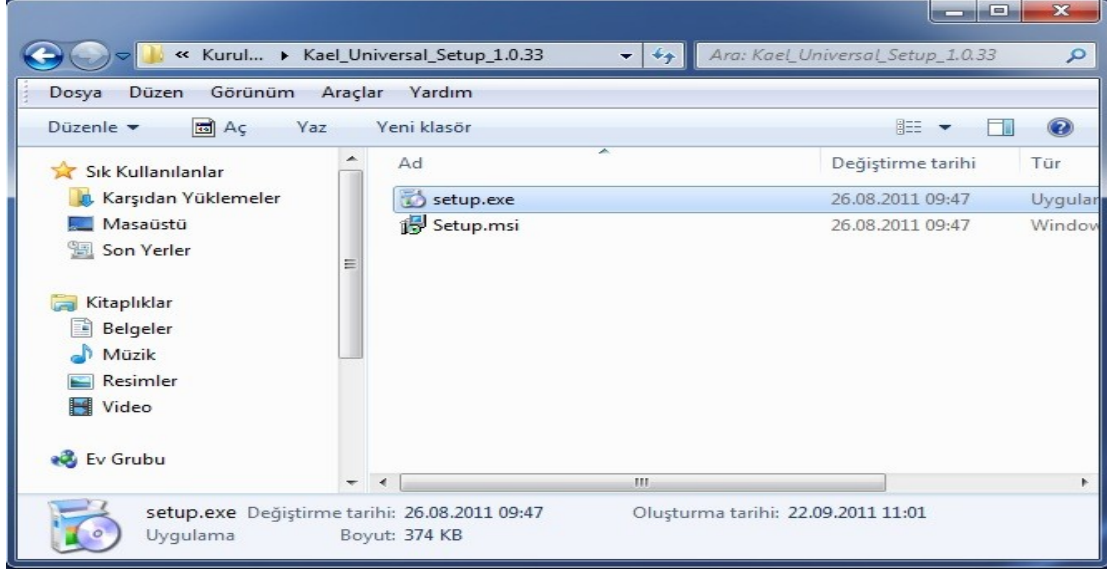 « Kurul... Kael_Universal_Setup_1.0.33 Ara: Kael_Universal_Setup_1.0.33
Dosya Düzen Görünüm Araçlar Yardım
Düzenle Aç Yaz Yeni klasör
Ad Değiştirme tarihi Tür
Sık Kullanılanlar
Karşıdan Yüklemeler
Masaüstü
Son Yerler
Kitaplıklar
Belgeler
Müzik
Resimler
Video
Ev Grubu
setup.exe 26.08.2011 09:47 Uygular
Setup.msi 26.08.2011 09:47 Window
setup.exe Değiştirme tarihi: 26.08.2011 09:47 Oluşturma tarihi: 22.09.2011 11:01
Uygulama Boyut: 374 KB